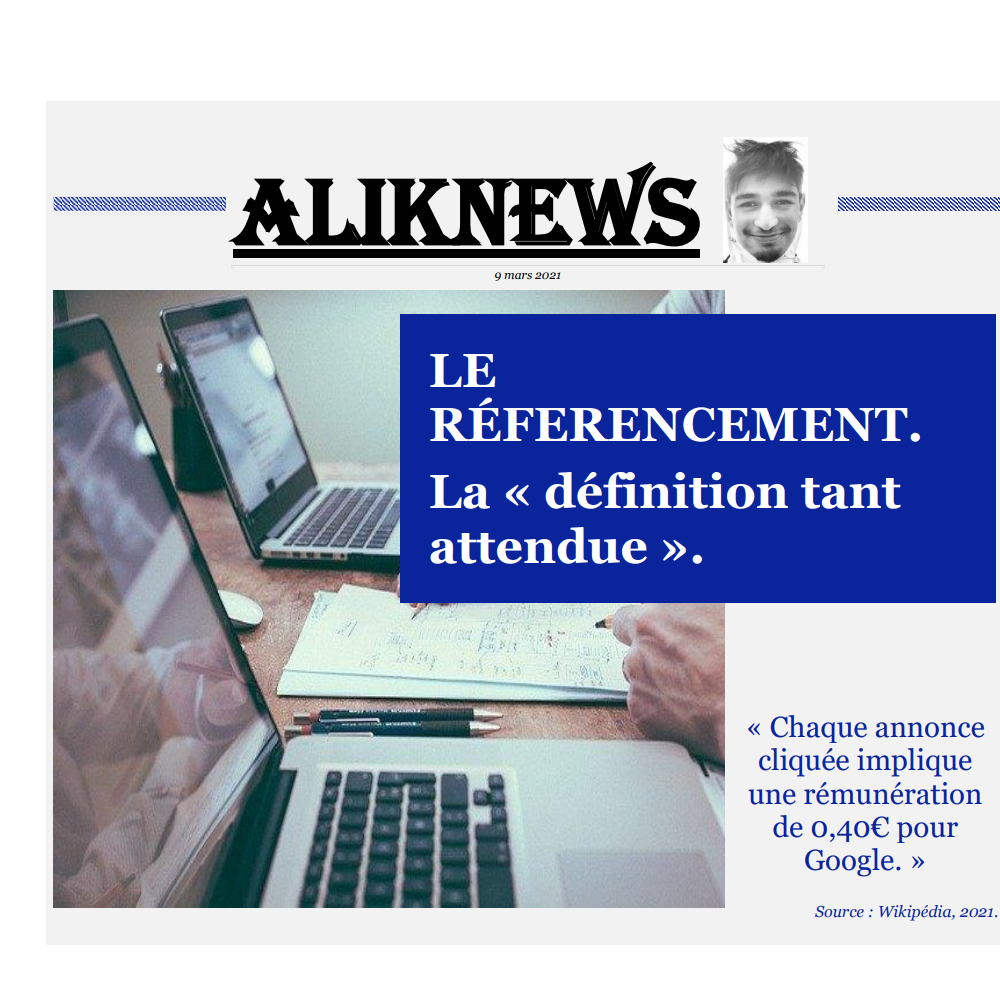 ALIKNEWS
9 mars 2021
LE
RÉFERENCEMENT.
La « définition tant
attendue ».
« Chaque annonce
cliquée implique
une rémunération
de 0,40€ pour
Google. »
Source : Wikipédia, 2021.